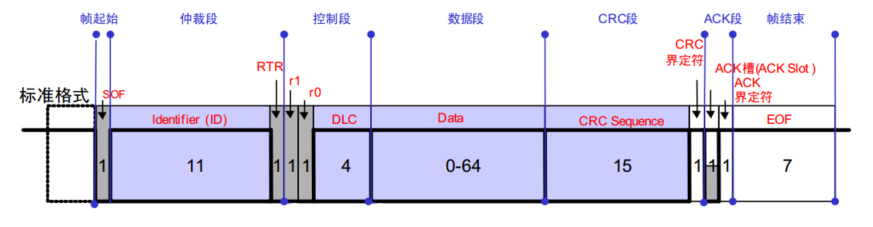 帧起始 仲裁段 控制段 数据段 CRC段 ACK段 帧结束
CRC
界定符
RTR r1
ACK槽(ACK Slot)
ACK
界定符
r0
标准格式
SOF
Identifier (ID) DLC Data CRC Sequence EOF
1 11 1 1 1 4 0-64 15 1 1 1 7